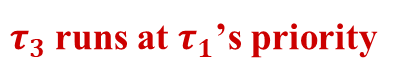 τ₃ runs at τ₁’s priority